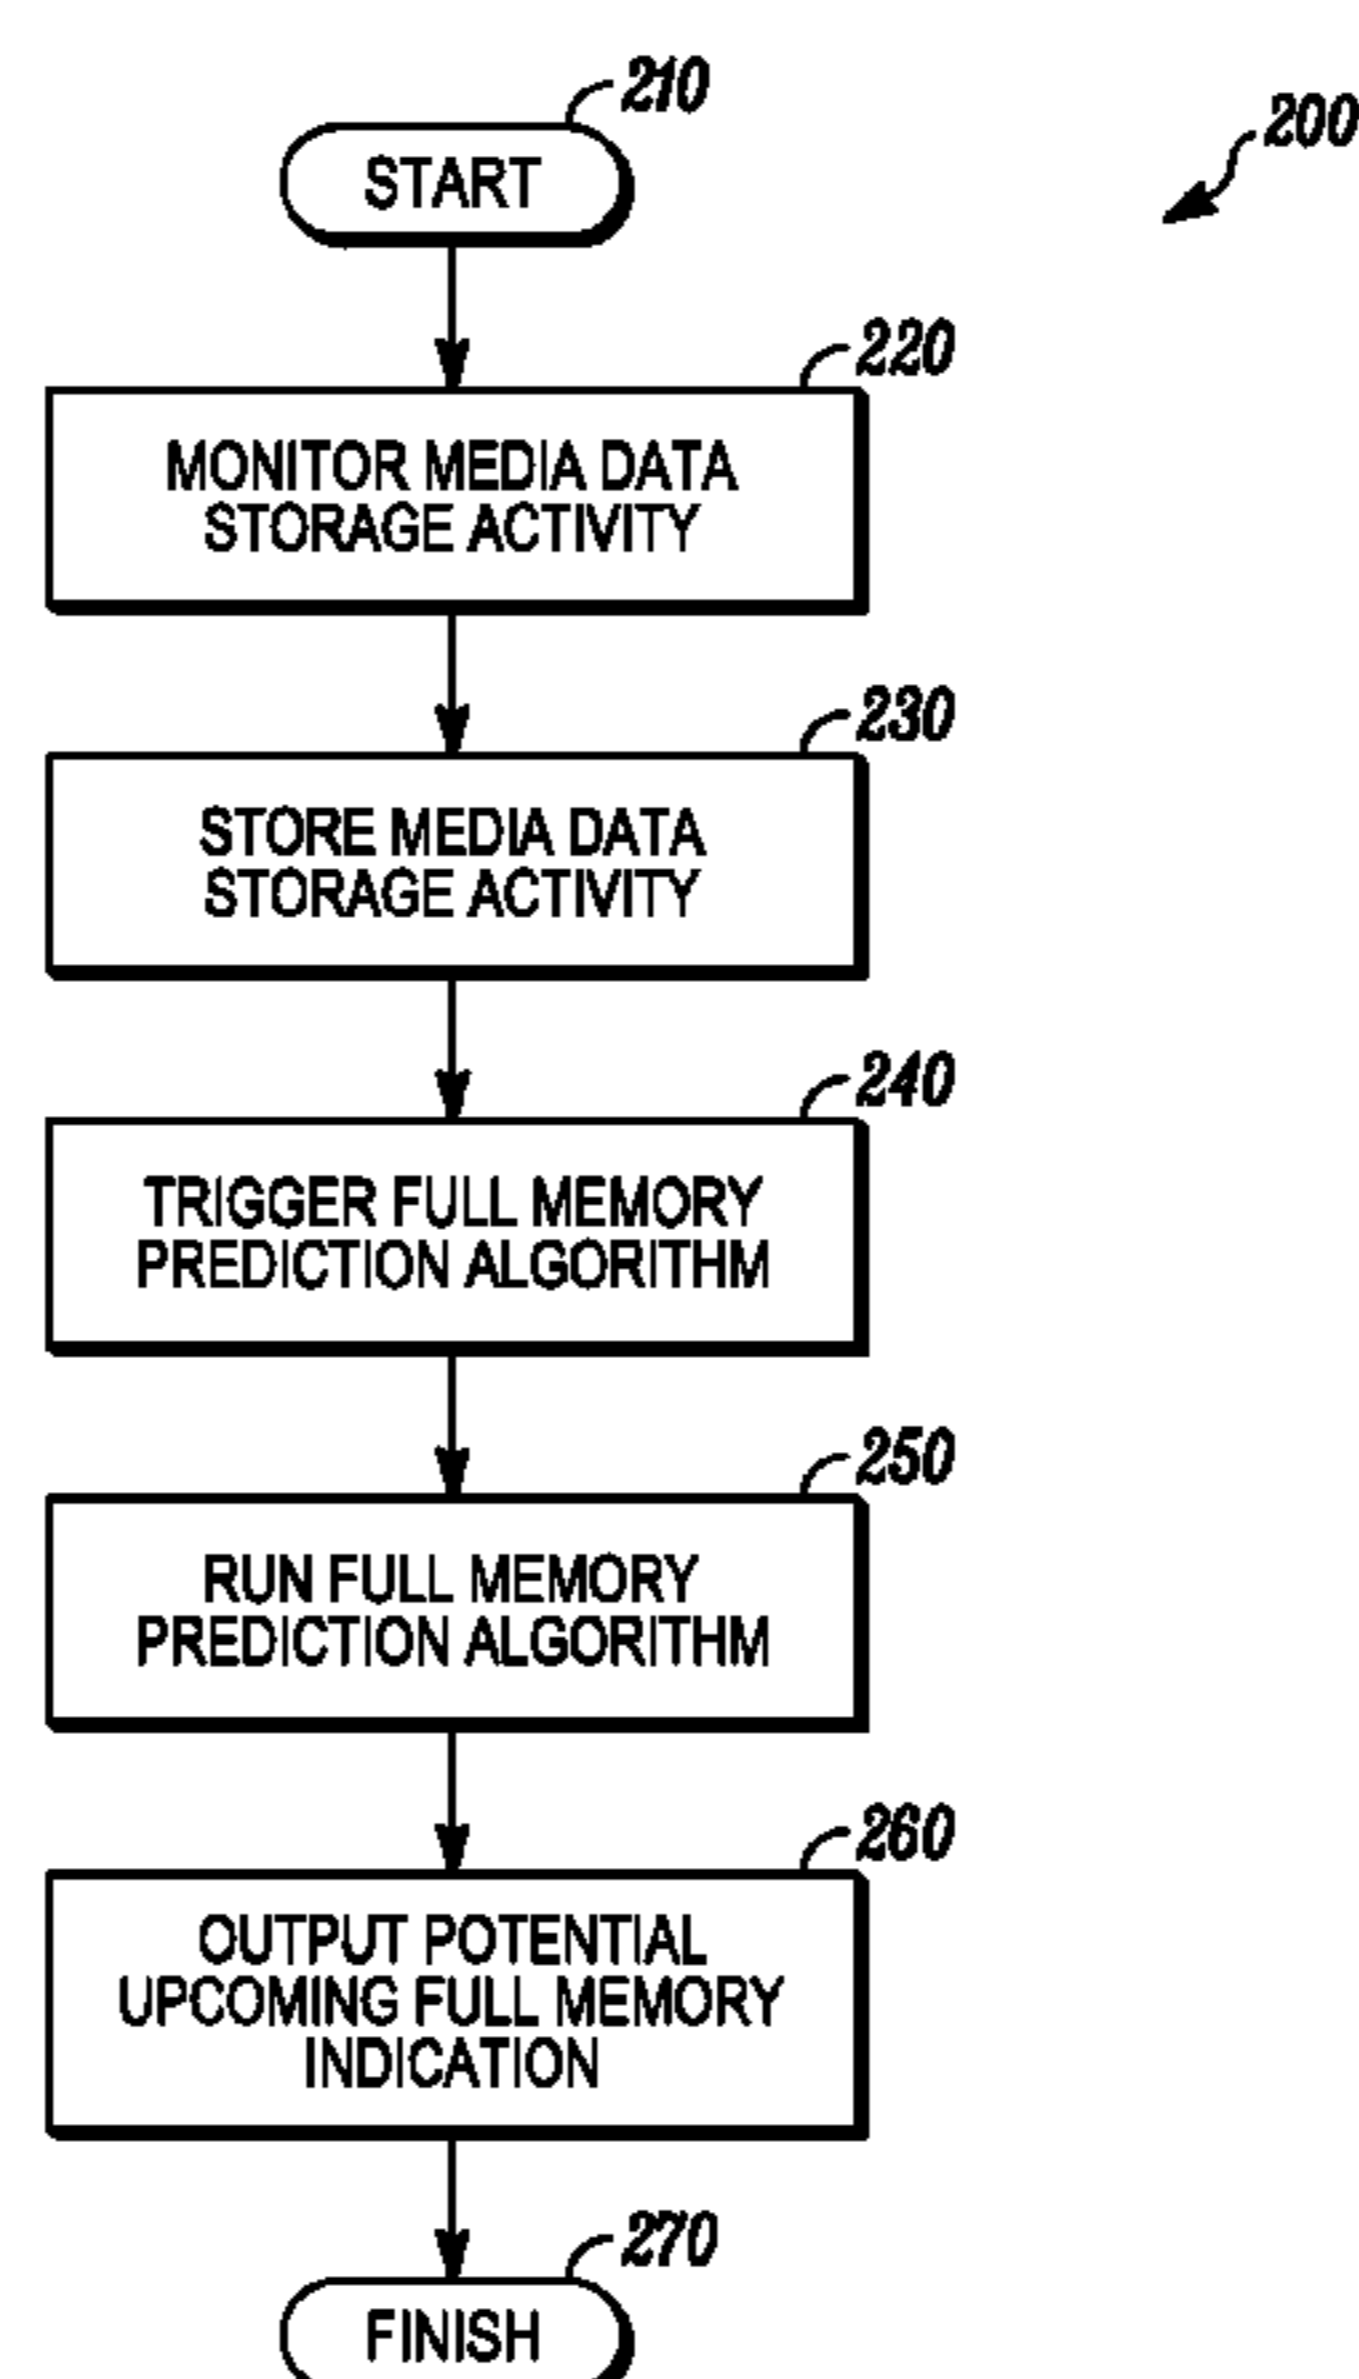 210
START
200
220
MONITOR MEDIA DATA
STORAGE ACTIVITY
230
STORE MEDIA DATA
STORAGE ACTIVITY
240
TRIGGER FULL MEMORY
PREDICTION ALGORITHM
250
RUN FULL MEMORY
PREDICTION ALGORITHM
260
OUTPUT POTENTIAL
UPCOMING FULL MEMORY
INDICATION
270
FINISH